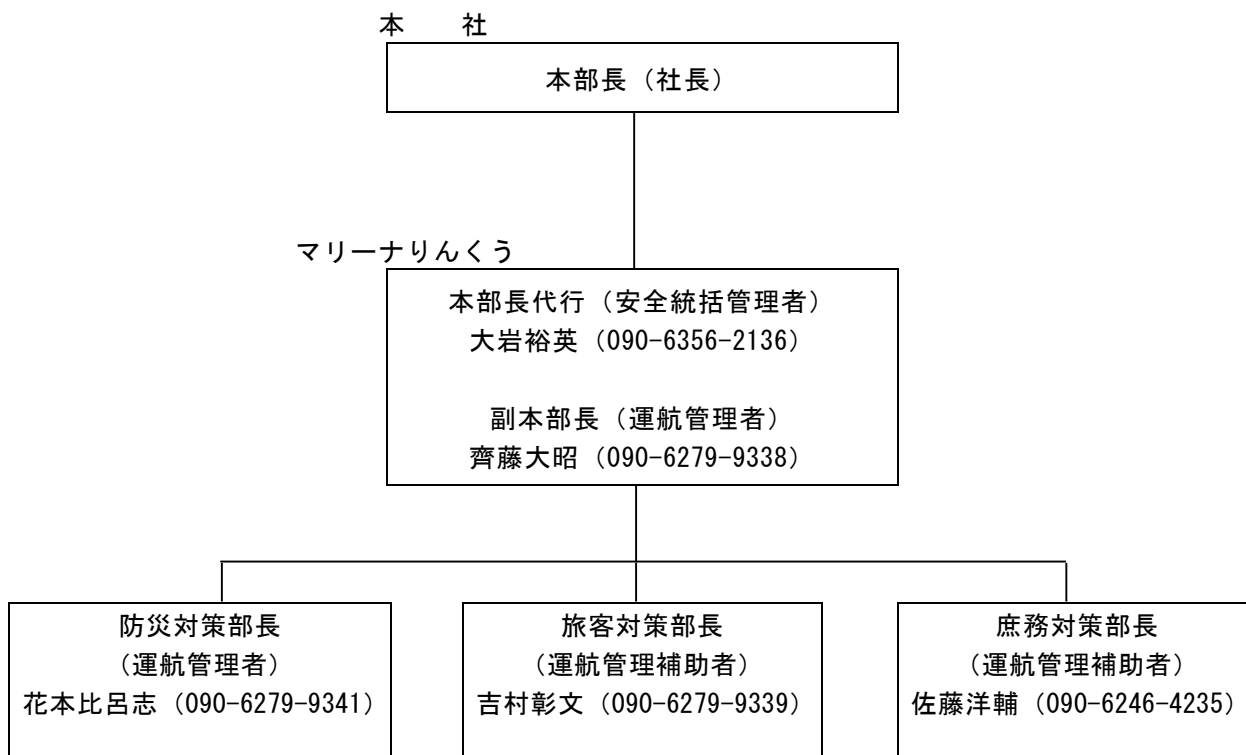 本　　社
本部長（社長）
マリーナりんくう
本部長代行（安全統括管理者）
大岩裕英（090-6356-2136）
副本部長（運航管理者）
齊藤大昭（090-6279-9338）
防災対策部長
（運航管理者）
花本比呂志（090-6279-9341）
旅客対策部長
（運航管理補助者）
吉村彰文（090-6279-9339）
庶務対策部長
（運航管理補助者）
佐藤洋輔（090-6246-4235）